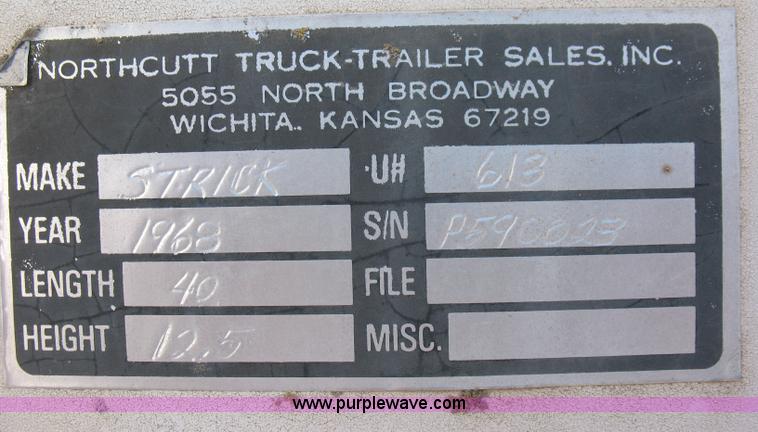 NORTHCUTT TRUCK-TRAILER SALES, INC.
5055 NORTH BROADWAY
WICHITA, KANSAS 67219
MAKE STRICK U# 613
YEAR 1968 S/N P590023
LENGTH 40 FILE
HEIGHT 12.5 MISC.
www.purplewave.com